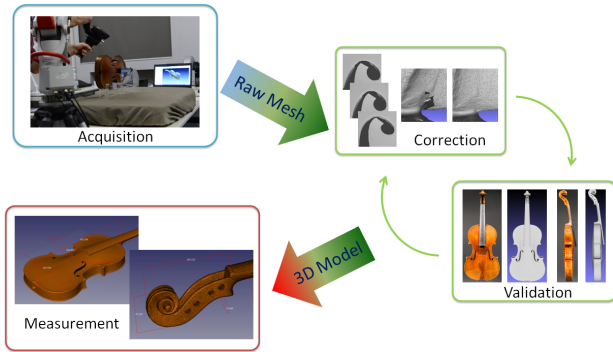 Acquisition
Raw Mesh
Correction
Validation
3D Model
Measurement